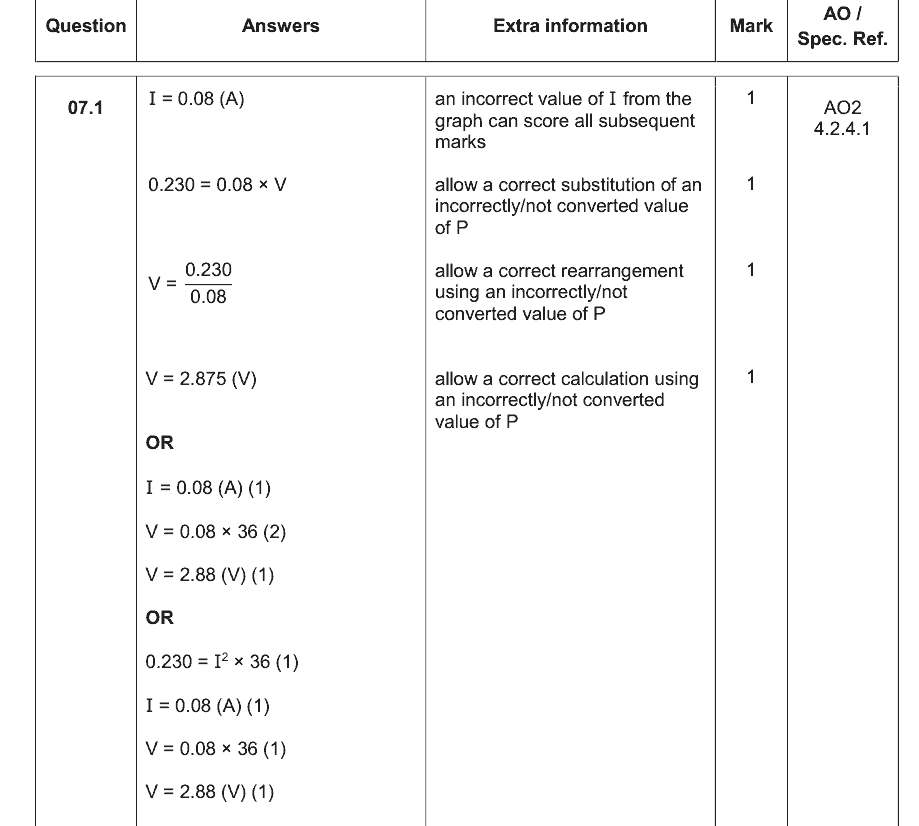 Question Answers Extra information Mark AO / Spec. Ref.
07.1 I = 0.08 (A) an incorrect value of I from the graph can score all subsequent marks 1 AO2 4.2.4.1
0.230 = 0.08 × V allow a correct substitution of an incorrectly/not converted value of P 1
V = 0.230 / 0.08 allow a correct rearrangement using an incorrectly/not converted value of P 1
V = 2.875 (V) allow a correct calculation using an incorrectly/not converted value of P 1
OR
I = 0.08 (A) (1)
V = 0.08 × 36 (2)
V = 2.88 (V) (1)
OR
0.230 = I² × 36 (1)
I = 0.08 (A) (1)
V = 0.08 × 36 (1)
V = 2.88 (V) (1)